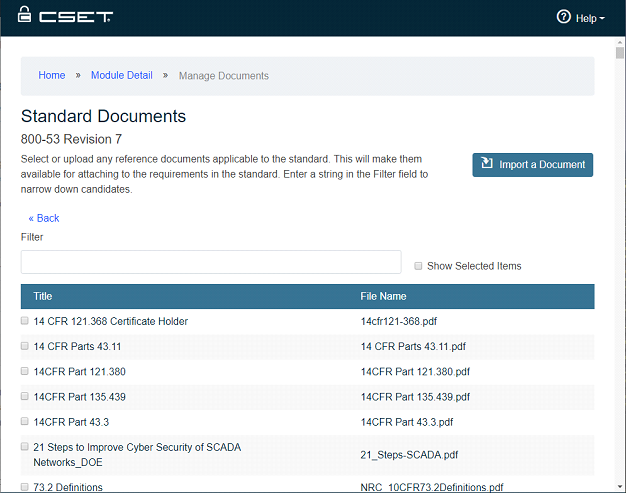 CSET
Help
Home » Module Detail » Manage Documents
Standard Documents
800-53 Revision 7
Select or upload any reference documents applicable to the standard. This will make them
available for attaching to the requirements in the standard. Enter a string in the Filter field to
narrow down candidates.
Import a Document
« Back
Filter
Show Selected Items
Title File Name
14 CFR 121.368 Certificate Holder 14cfr121-368.pdf
14 CFR Parts 43.11 14 CFR Parts 43.11.pdf
14CFR Part 121.380 14CFR Part 121.380.pdf
14CFR Part 135.439 14CFR Part 135.439.pdf
14CFR Part 43.3 14CFR Part 43.3.pdf
21 Steps to Improve Cyber Security of SCADA
Networks_DOE 21_Steps-SCADA.pdf
73.2 Definitions NRC_10CFR73.2Definitions.pdf